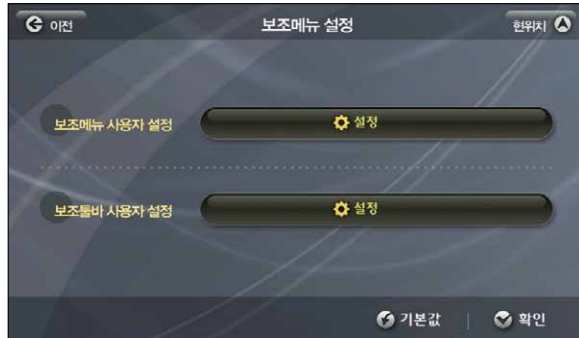 이전
보조메뉴 설정
현위치
보조메뉴 사용자 설정
설정
보조툴바 사용자 설정
설정
기본값
확인